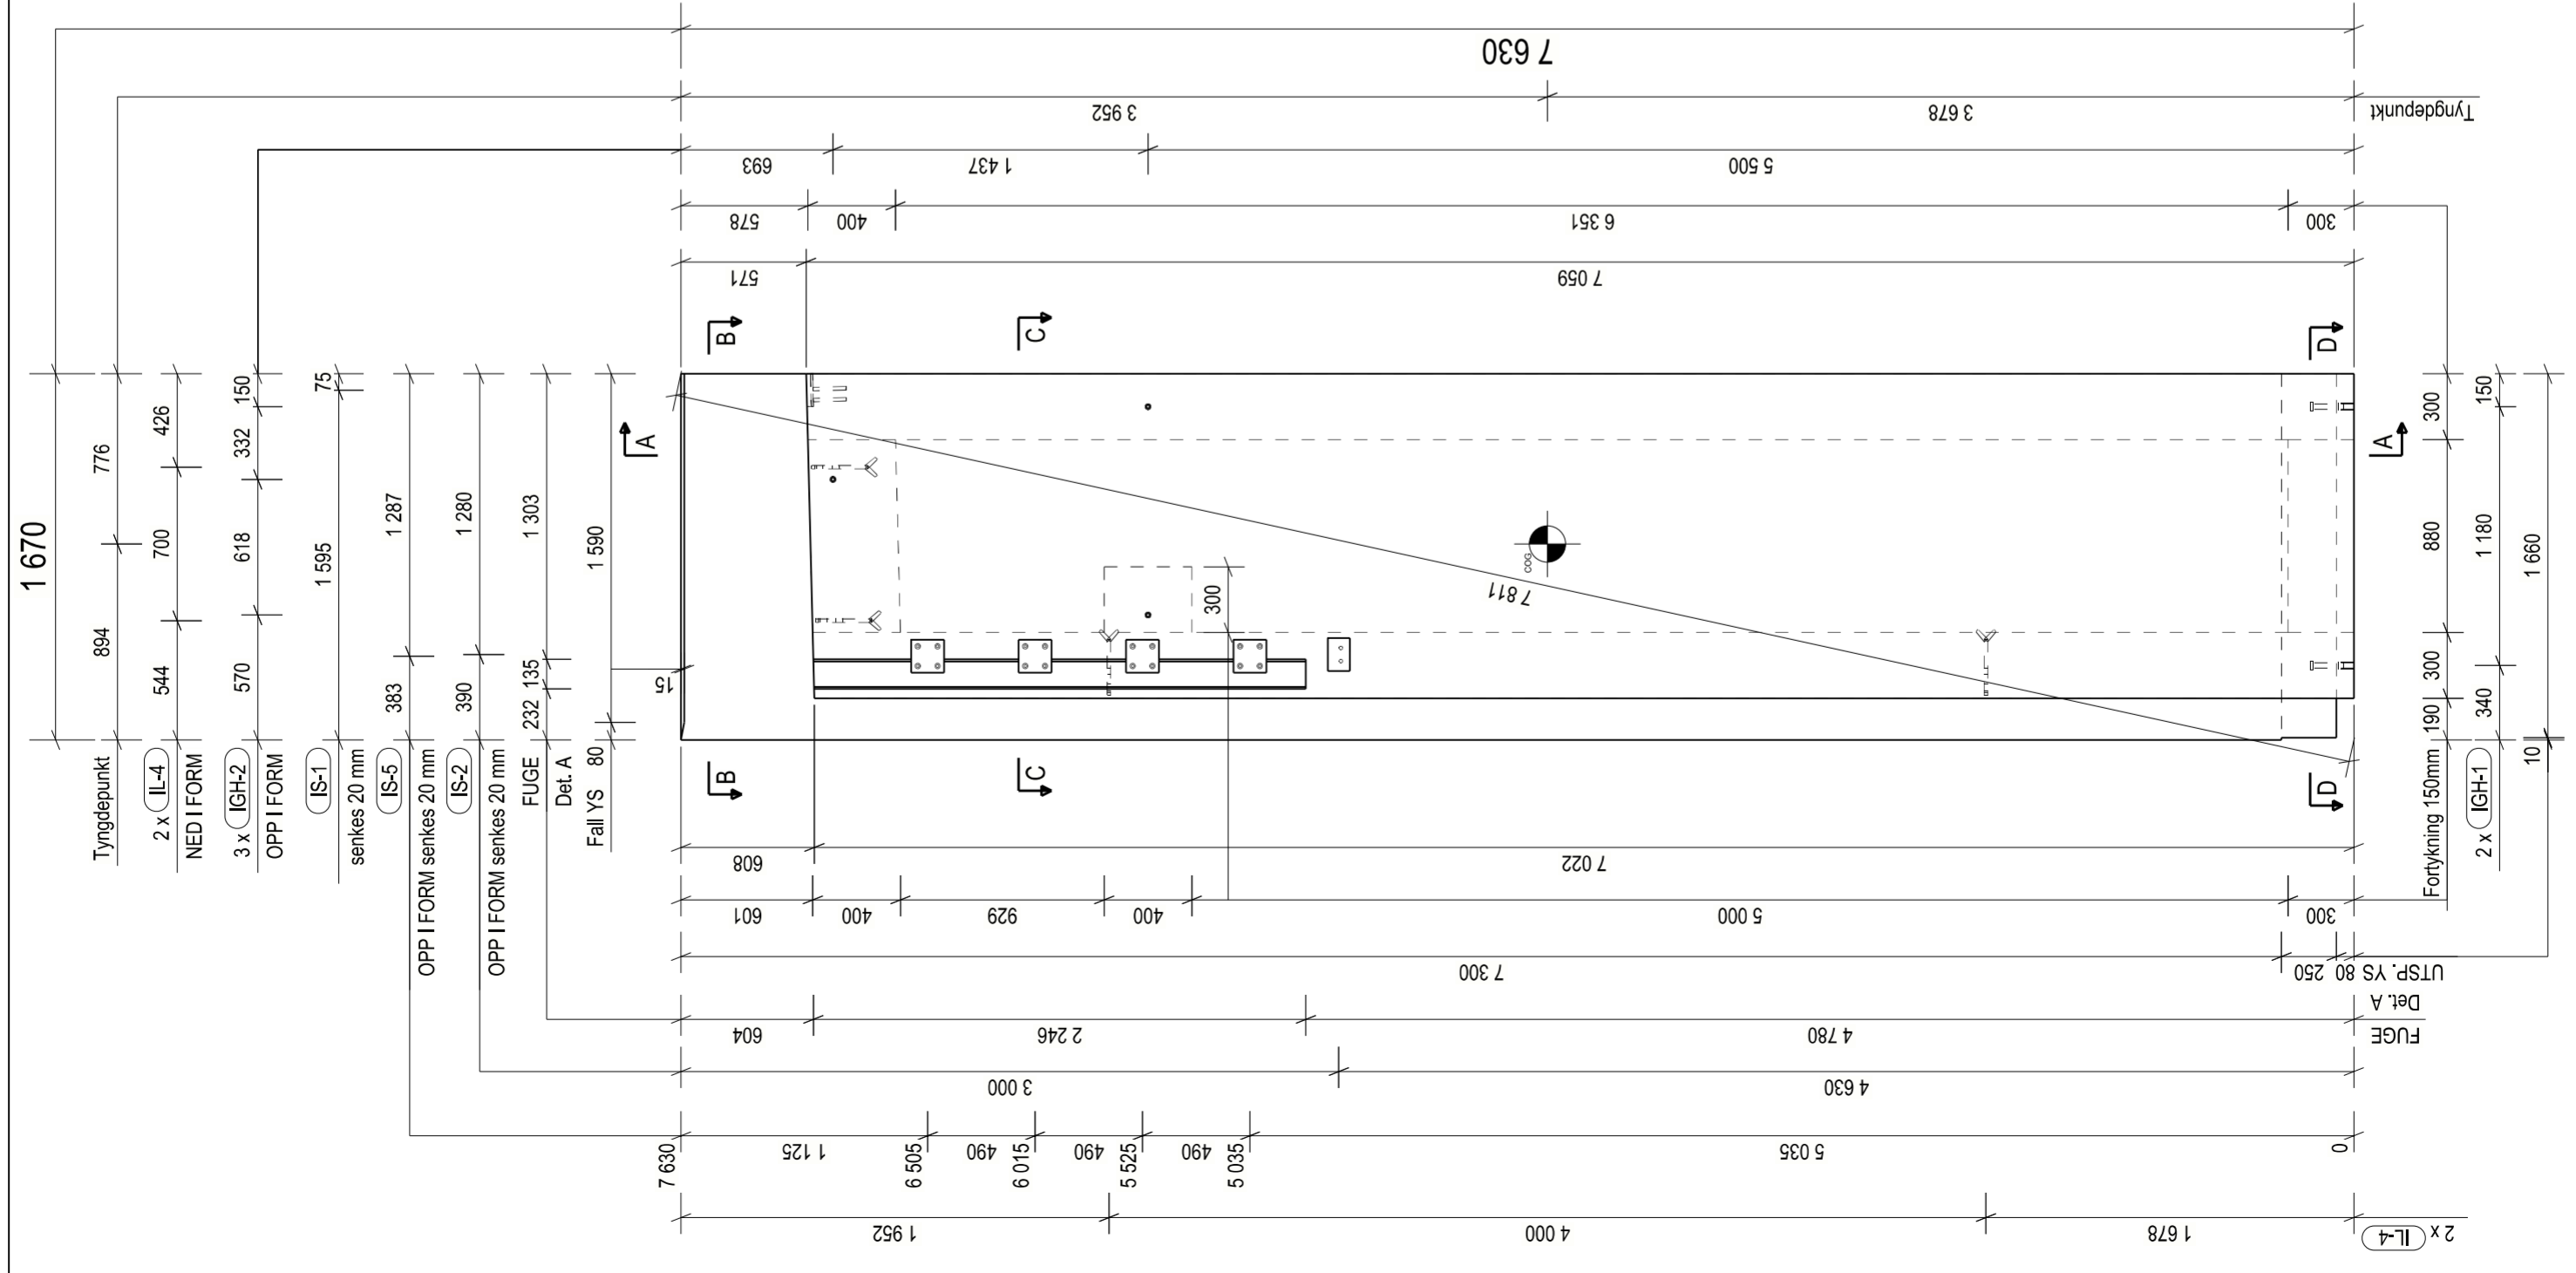 7 630
3 952
3 678
Tyngdepunkt
693
1 437
5 500
578
400
6 351
300
571
7 059
B
C
D
1 670
776
894
Tyngdepunkt
426
700
544
2 x IL-4
NED I FORM
150
332
618
570
3 x IGH-2
OPP I FORM
75
1 595
IS-1
senkes 20 mm
1 287
383
IS-5
OPP I FORM senkes 20 mm
1 280
390
IS-2
OPP I FORM senkes 20 mm
1 303
135
232
FUGE
Det. A
1 590
Fall YS 80
A
15
300
COG
7 811
A
300
880
300
190
Fortykning 150mm
150
1 180
340
2 x IGH-1
1 660
10
B
C
D
608
7 022
601
400
929
400
5 000
300
7 300
250
80
UTSP. YS
604
2 246
4 780
Det. A
FUGE
3 000
4 630
7 630
1 125
6 505
490
6 015
490
5 525
490
5 035
5 035
0
1 952
4 000
1 678
2 x IL-4